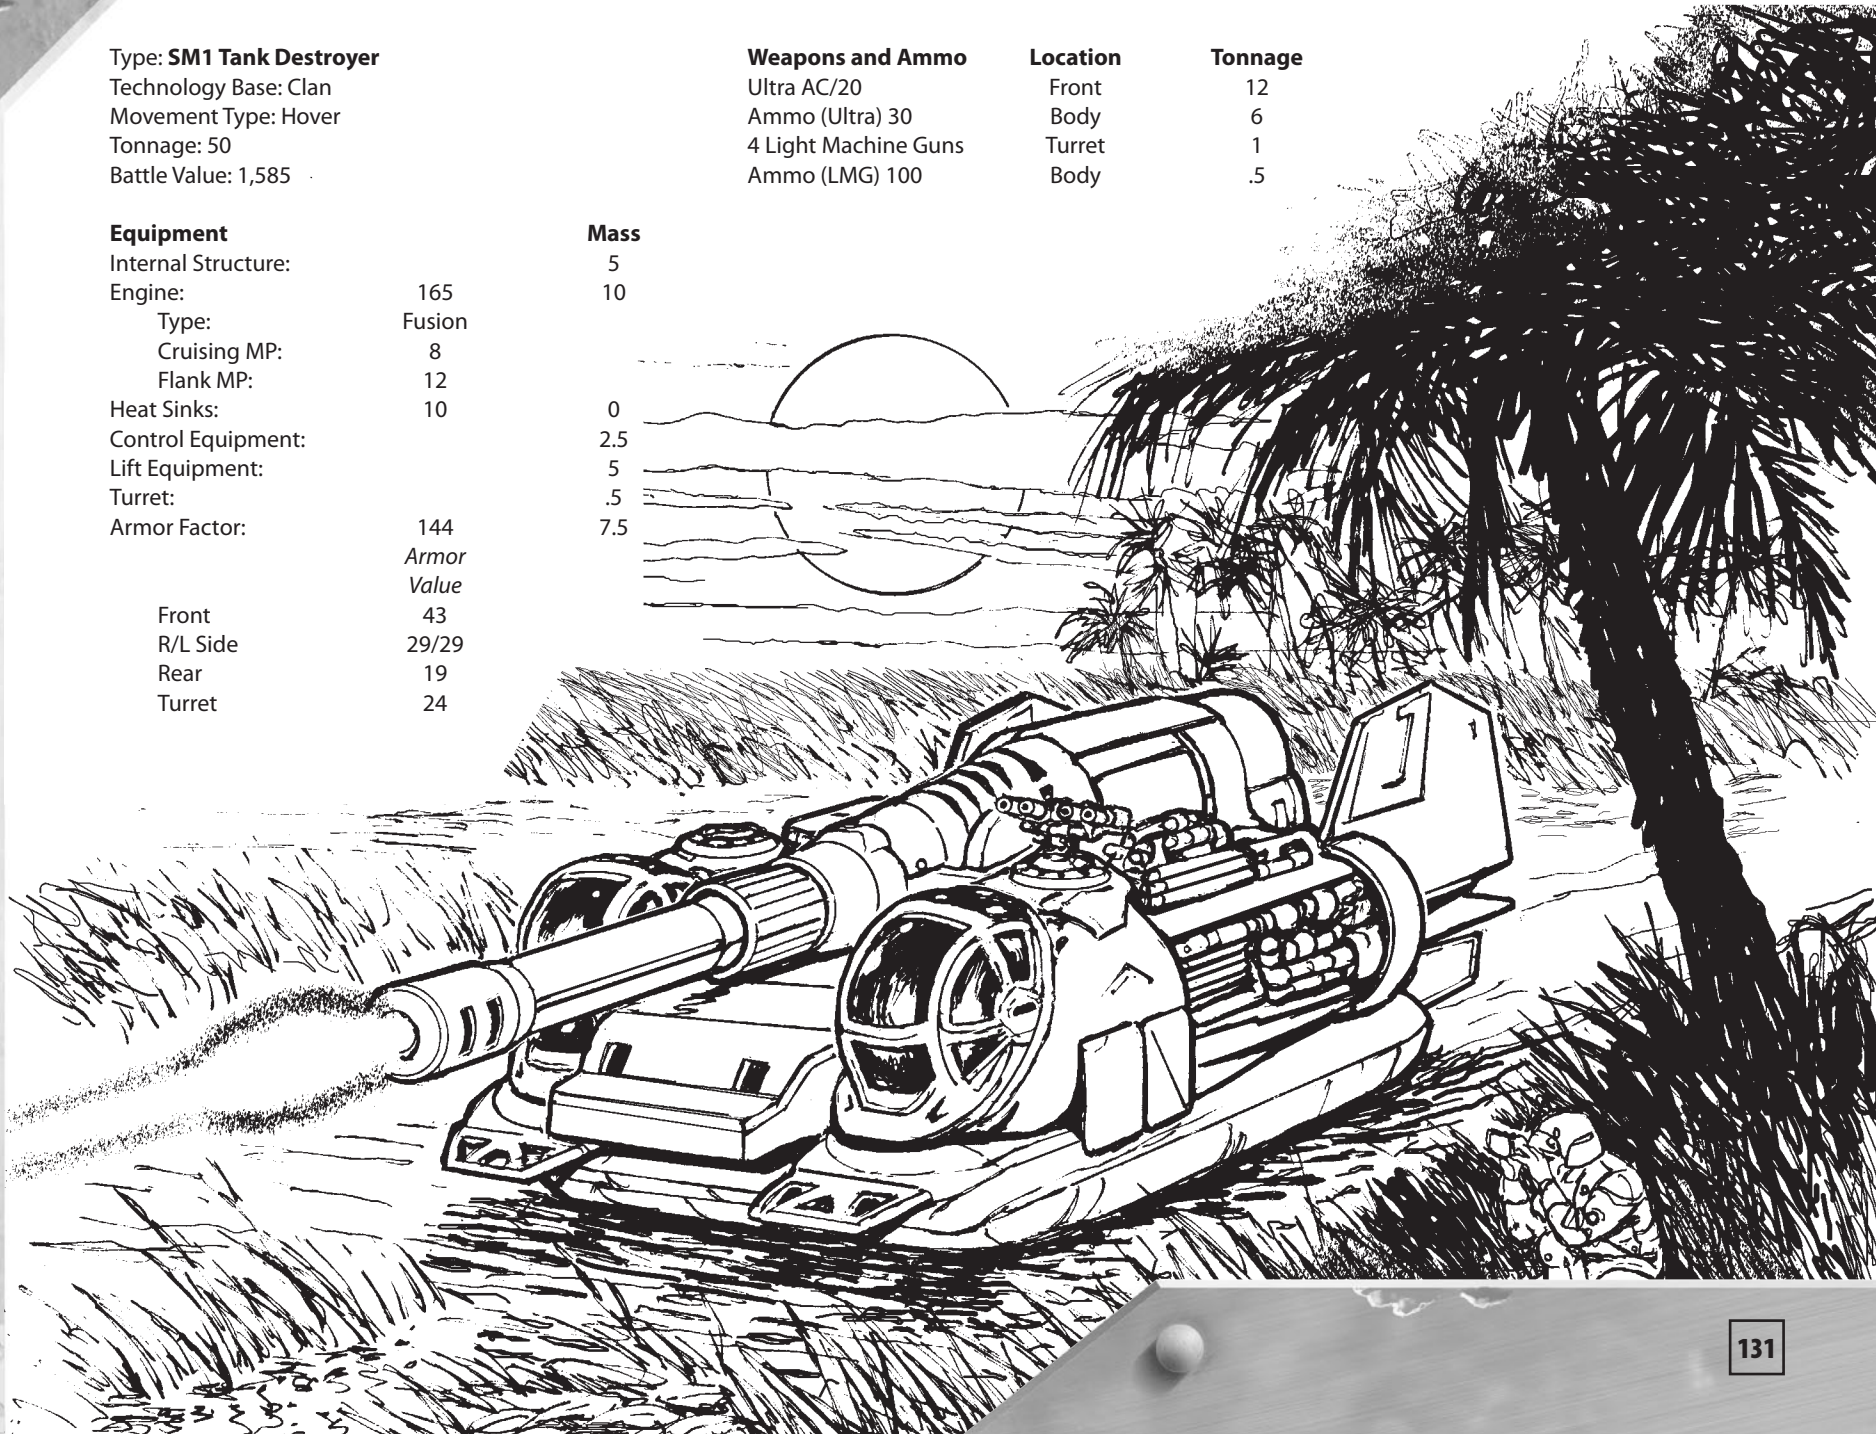 Type: SM1 Tank Destroyer
Technology Base: Clan
Movement Type: Hover
Tonnage: 50
Battle Value: 1,585
Equipment Mass
Internal Structure: 5
Engine: 165 10
Type: Fusion
Cruising MP: 8
Flank MP: 12
Heat Sinks: 10 0
Control Equipment: 2.5
Lift Equipment: 5
Turret: .5
Armor Factor: 144 7.5
Armor
Value
Front 43
R/L Side 29/29
Rear 19
Turret 24
Weapons and Ammo Location Tonnage
Ultra AC/20 Front 12
Ammo (Ultra) 30 Body 6
4 Light Machine Guns Turret 1
Ammo (LMG) 100 Body .5
131